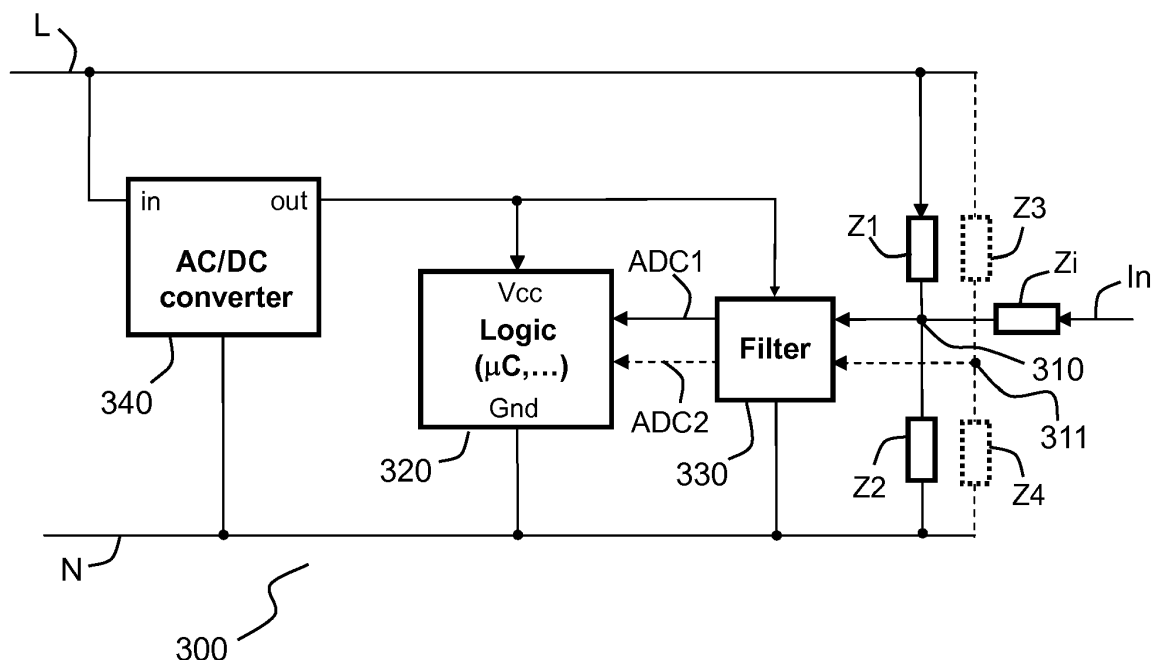 L
in
out
AC/DC
converter
340
Vcc
Logic
(μC,...)
Gnd
320
ADC1
ADC2
Filter
330
Z1
Z3
Zi
In
310
311
Z2
Z4
N
300